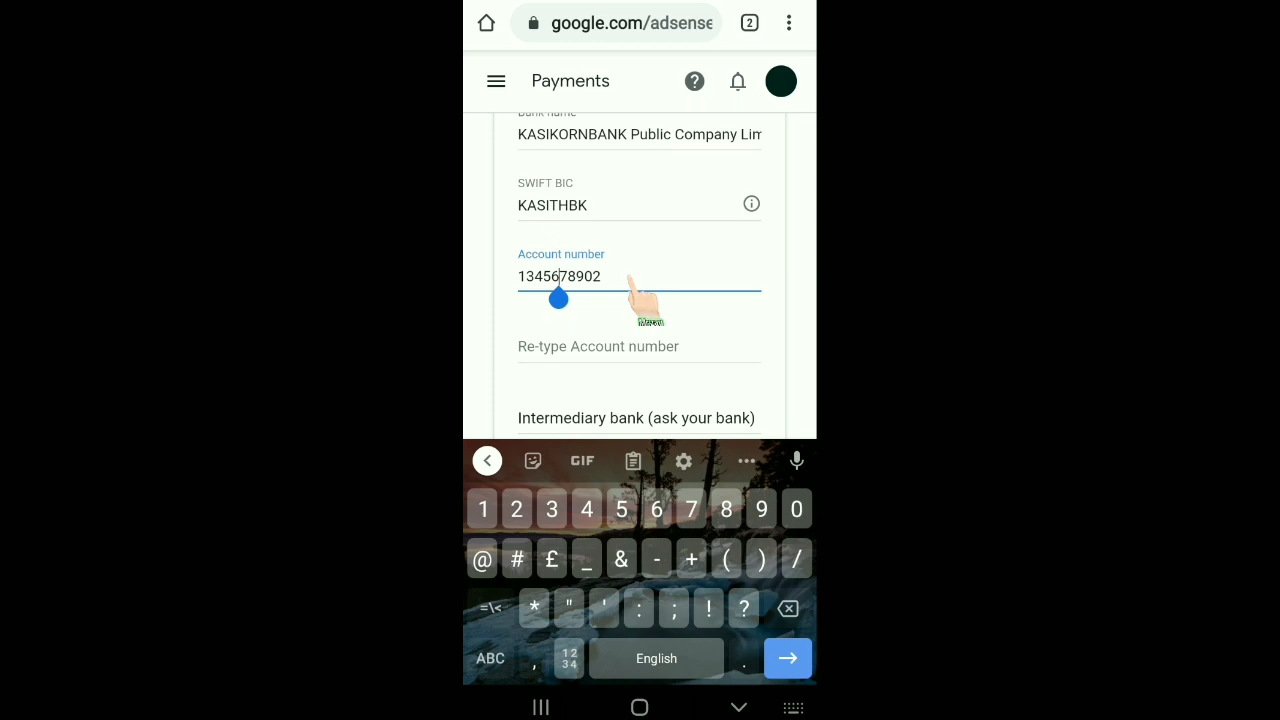 google.com/adsense
2
Payments
Bank name
KASIKORNBANK Public Company Lim
SWIFT BIC
KASITHBK
Account number
1345678902
Re-type Account number
Intermediary bank (ask your bank)
GIF
1 2 3 4 5 6 7 8 9 0
@ # £ _ & - + ( ) /
=\< * " ' : ; ! ?
ABC , 12 34 English .